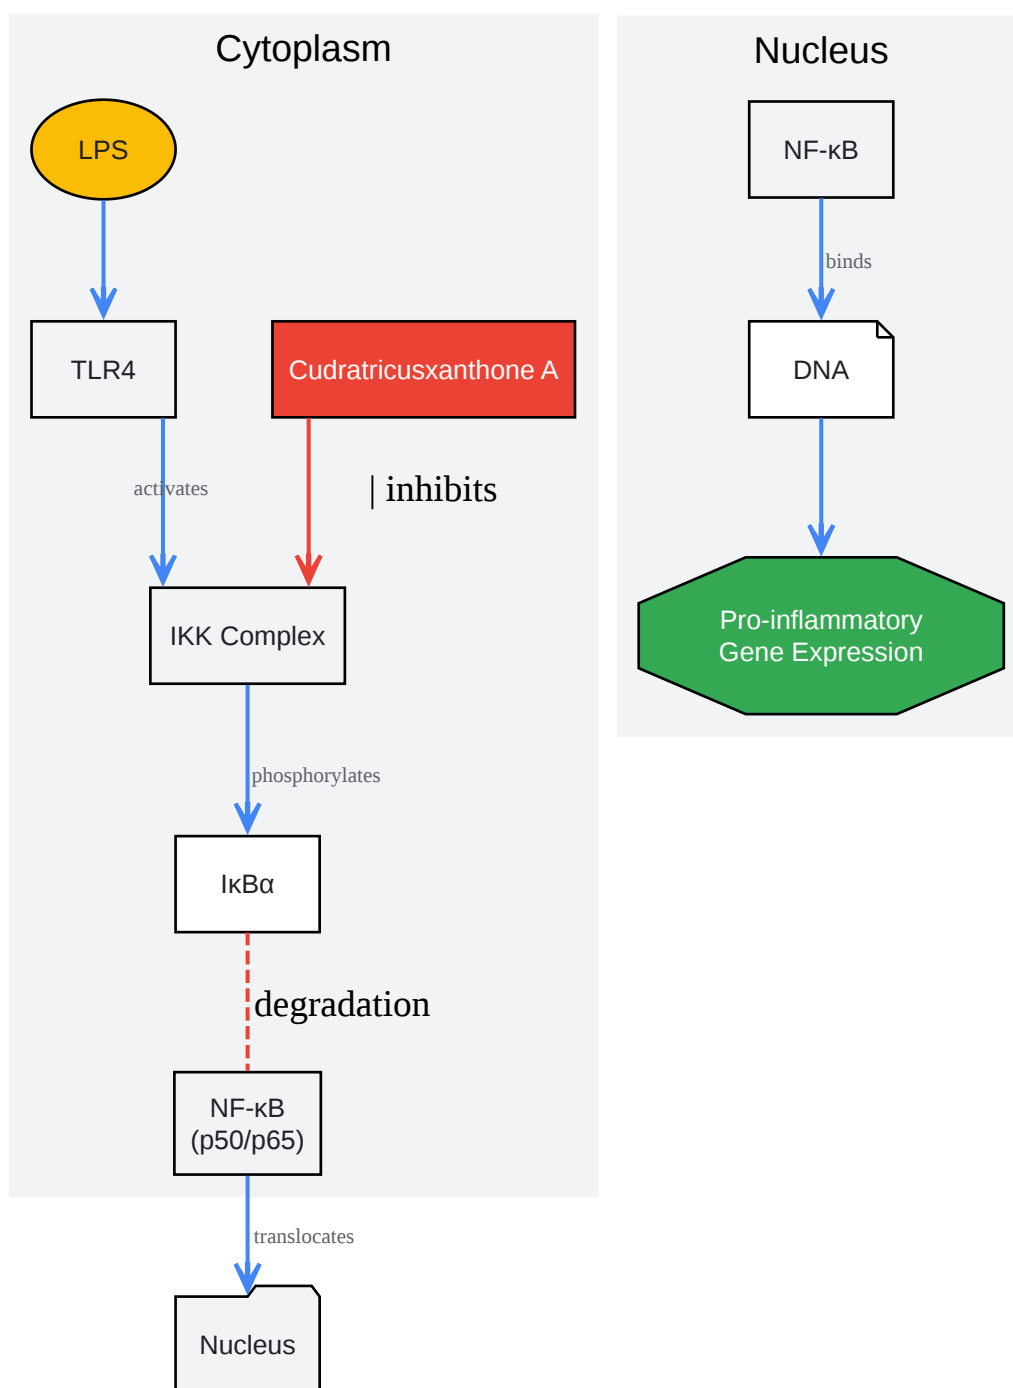 Cytoplasm
LPS
TLR4
Cudratricusxanthone A
activates
| inhibits
IKK Complex
phosphorylates
IκBα
degradation
NF-κB
(p50/p65)
translocates
Nucleus
Nucleus
NF-κB
binds
DNA
Pro-inflammatory
Gene Expression